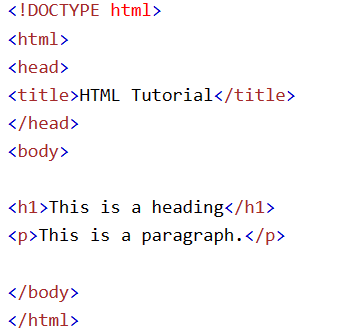 <!DOCTYPE html>
<html>
<head>
<title>HTML Tutorial</title>
</head>
<body>

<h1>This is a heading</h1>
<p>This is a paragraph.</p>

</body>
</html>